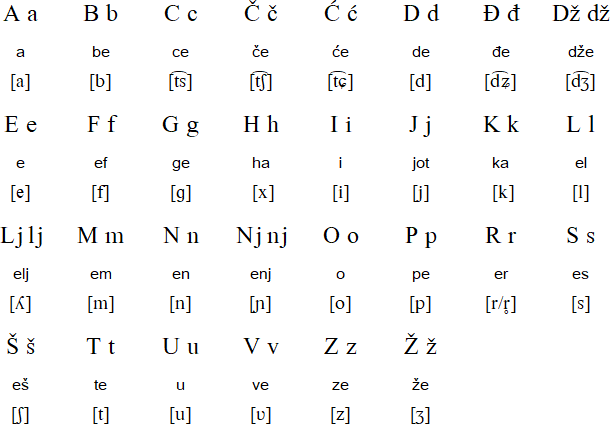 A a B b C c Č č Ć ć D d Đ đ Dž dž
a be ce če će de đe dže
[a] [b] [t͡s] [t͡ʃ] [t͡ɕ] [d] [d͡ʑ] [d͡ʒ]
E e F f G g H h I i J j K k L l
e ef ge ha i jot ka el
[e] [f] [ɡ] [x] [i] [j] [k] [l]
Lj lj M m N n Nj nj O o P p R r S s
elj em en enj o pe er es
[ʎ] [m] [n] [ɲ] [o] [p] [r/r̥] [s]
Š š T t U u V v Z z Ž ž
eš te u ve ze že
[ʃ] [t] [u] [ʋ] [z] [ʒ]